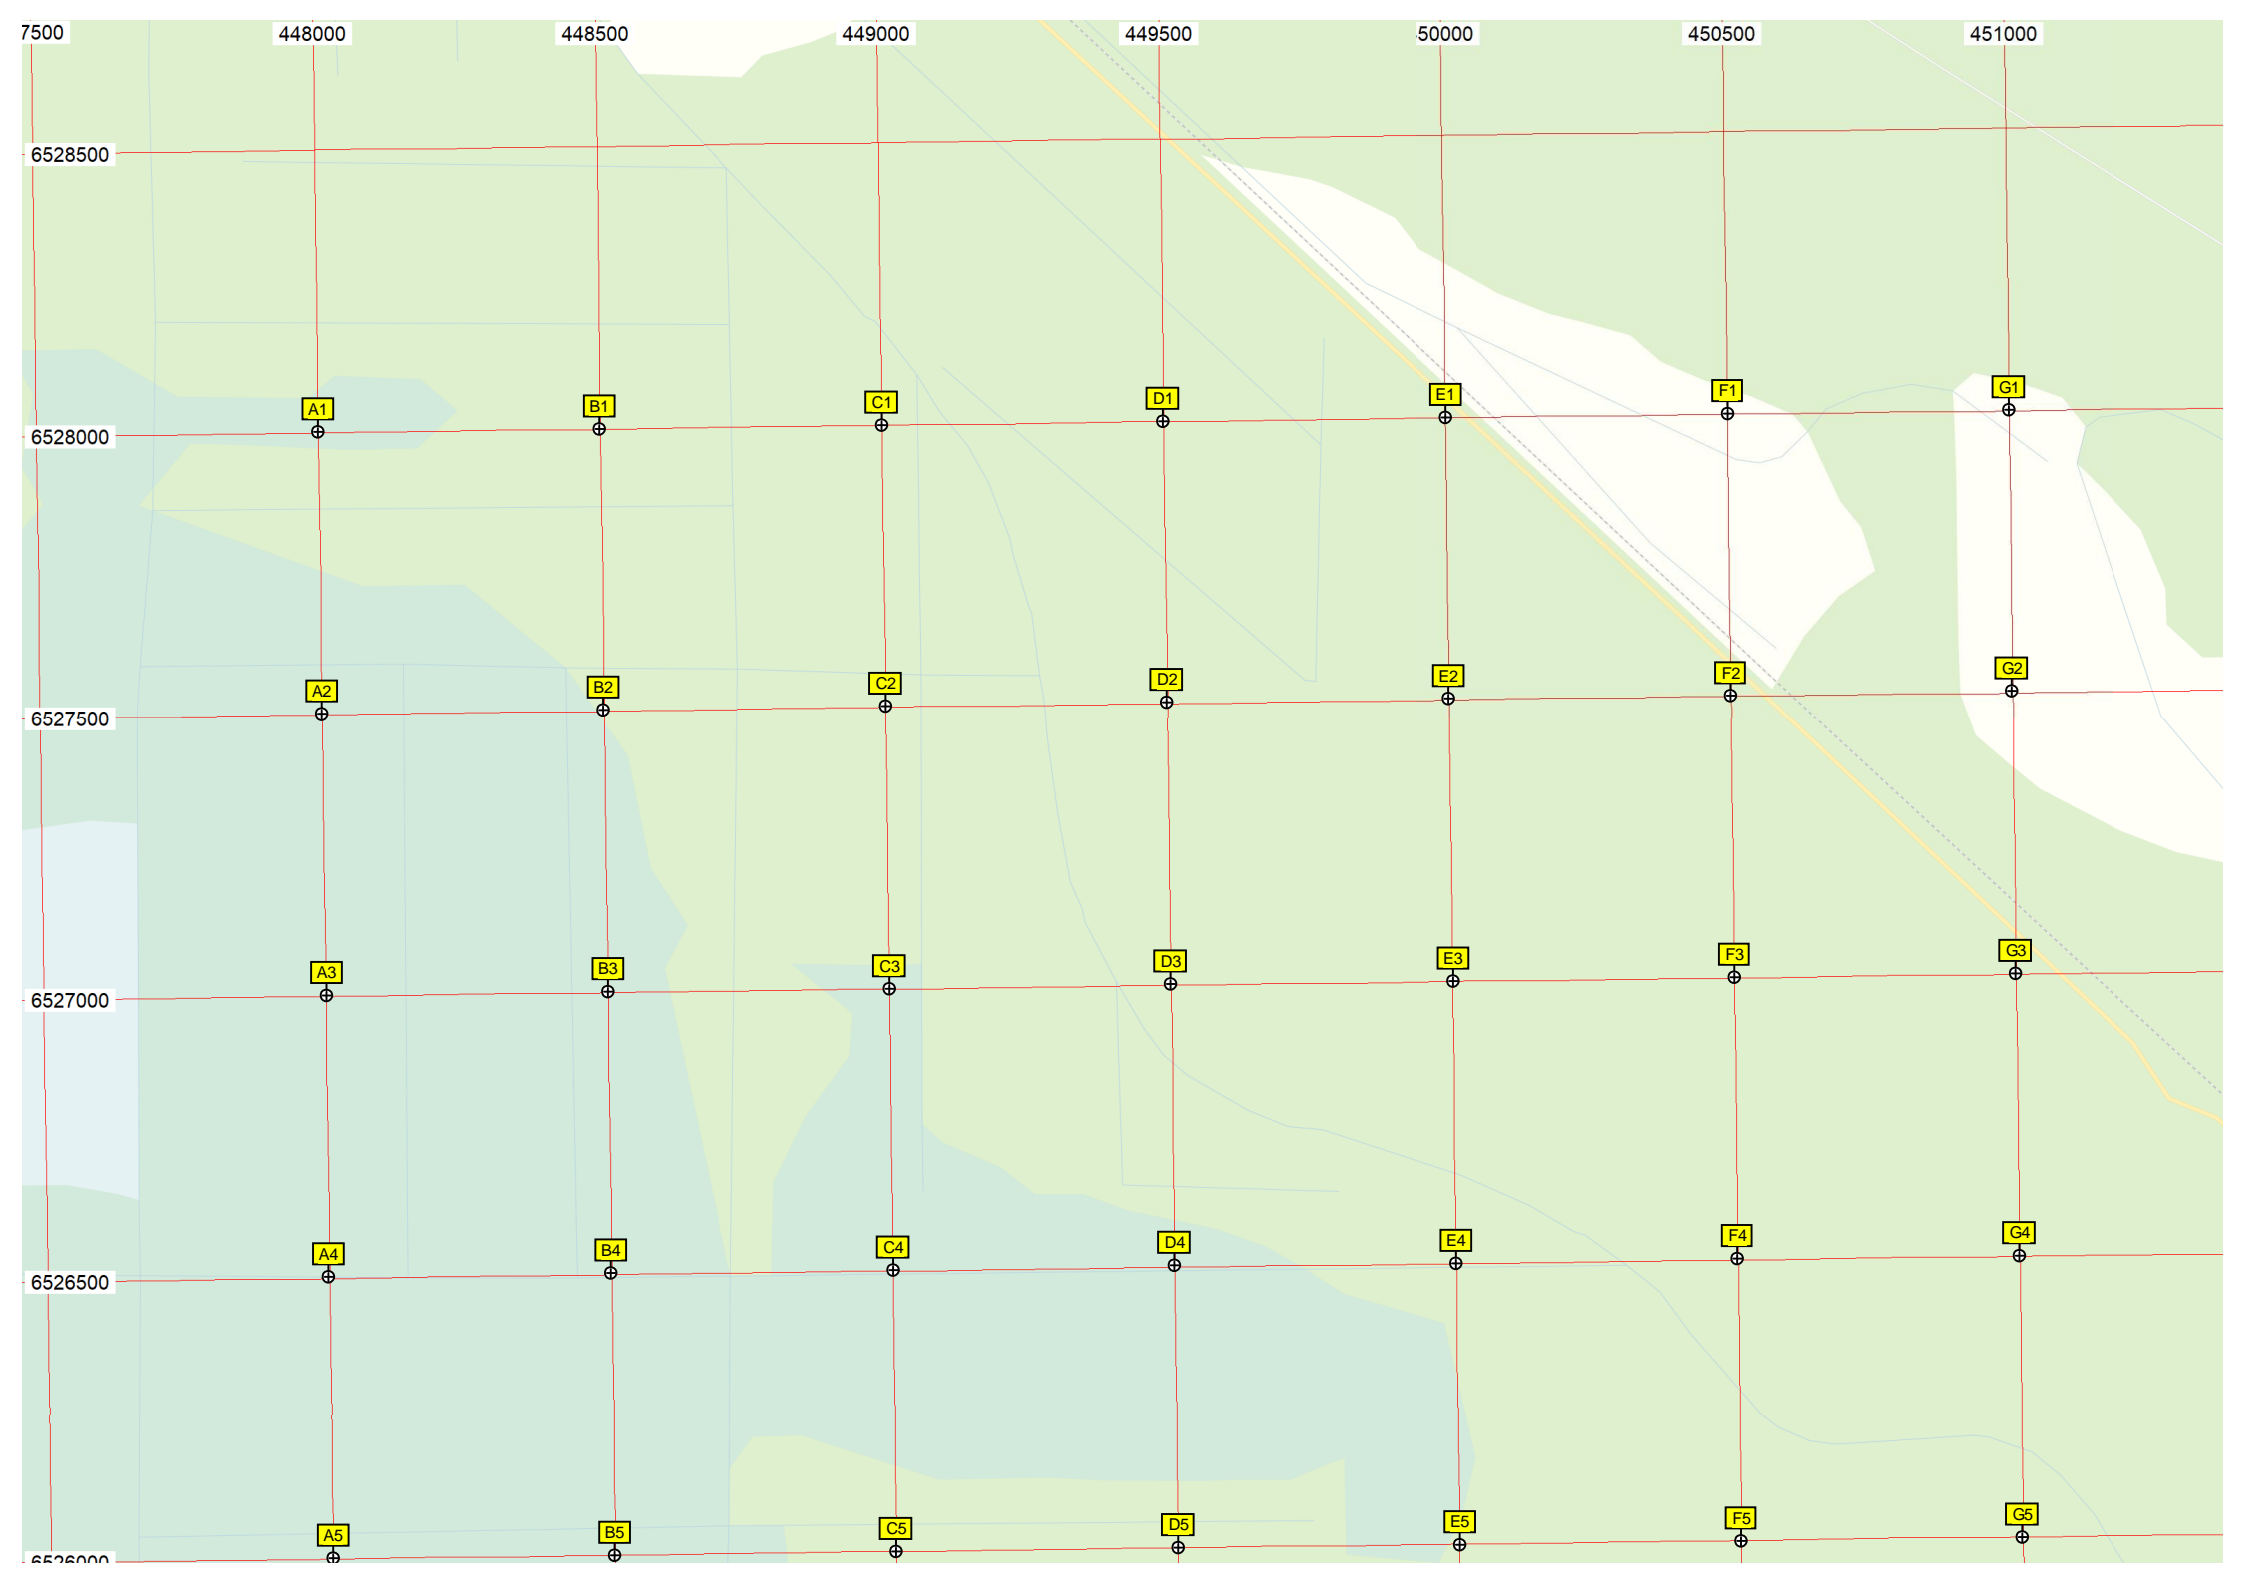 7500 448000 448500 449000 449500 50000 450500 451000
6528500
A1 B1 C1 D1 E1 F1 G1
6528000
A2 B2 C2 D2 E2 F2 G2
6527500
A3 B3 C3 D3 E3 F3 G3
6527000
A4 B4 C4 D4 E4 F4 G4
6526500
A5 B5 C5 D5 E5 F5 G5
6526000